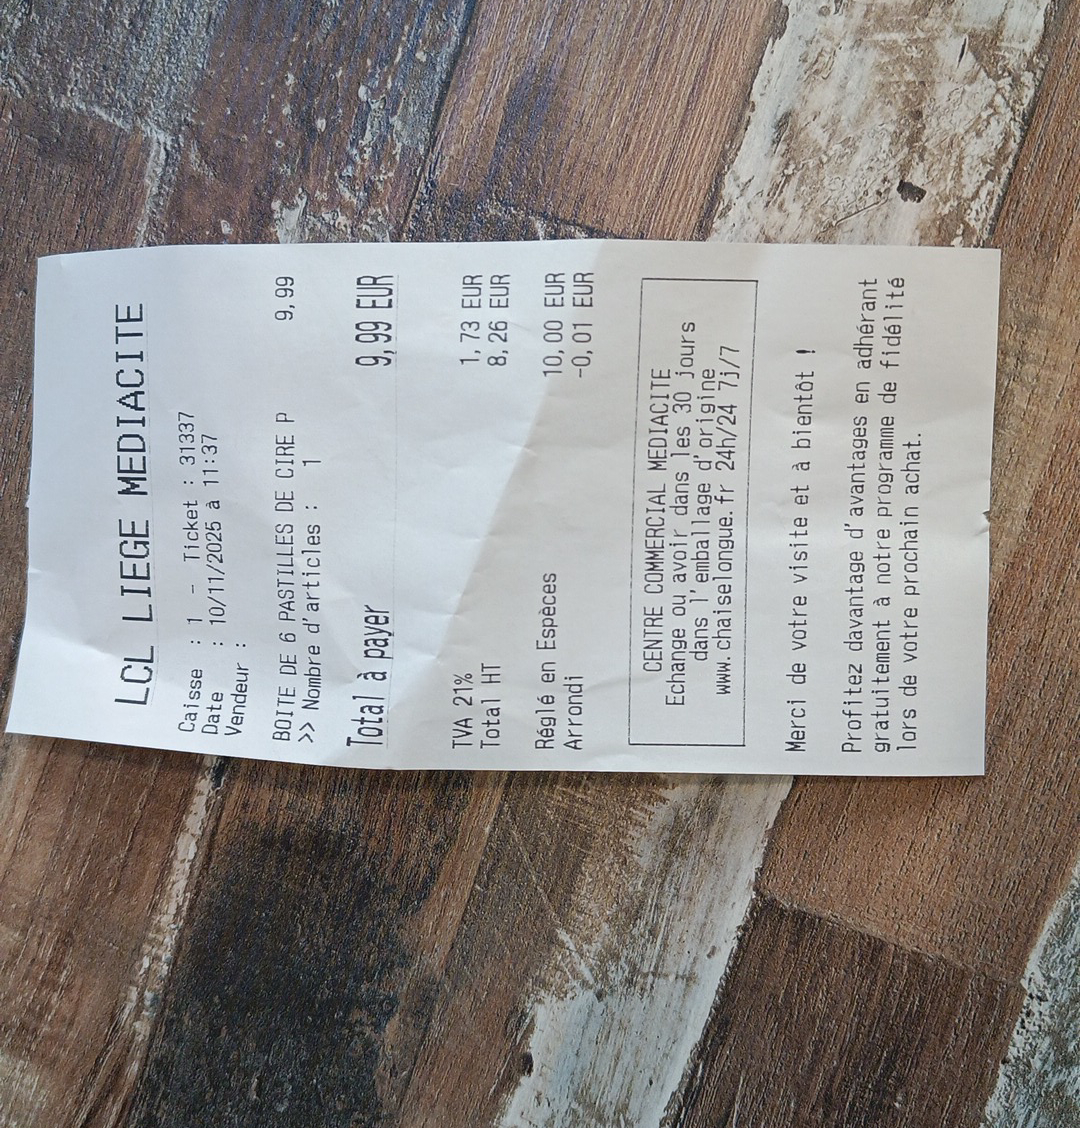 LCL LIEGE MEDIACITE
Caisse : 1 - Ticket : 31337
Date : 10/11/2025 à 11:37
Vendeur :
BOITE DE 6 PASTILLES DE CIRE P 9,99
>> Nombre d'articles : 1
Total à payer 9,99 EUR
TVA 21% 1,73 EUR
Total HT 8,26 EUR
Réglé en Espèces 10,00 EUR
Arrondi -0,01 EUR
CENTRE COMMERCIAL MEDIACITE
Echange ou avoir dans les 30 jours
dans l'emballage d'origine
www.chaiselongue.fr 24h/24 7j/7
Merci de votre visite et à bientôt !
Profitez davantage d'avantages en adhérant
gratuitement à notre programme de fidélité
lors de votre prochain achat.